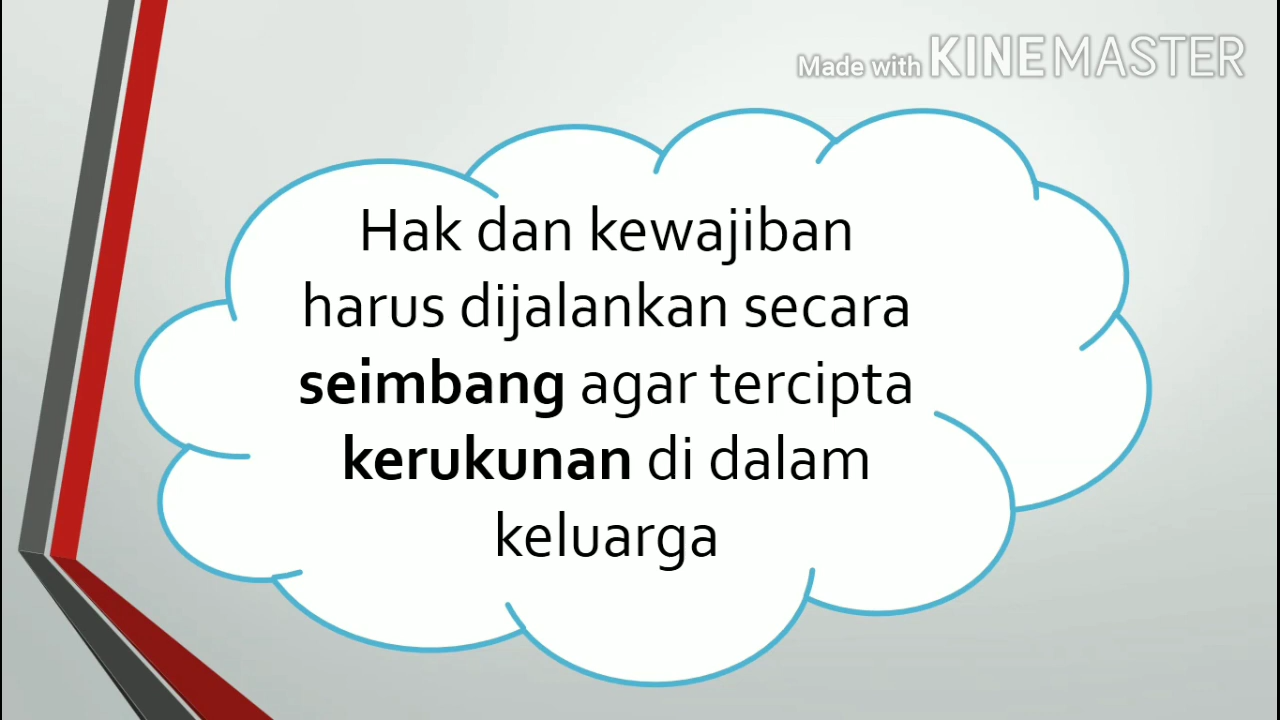 Made with KINEMASTER
Hak dan kewajiban
harus dijalankan secara
seimbang agar tercipta
kerukunan di dalam
keluarga